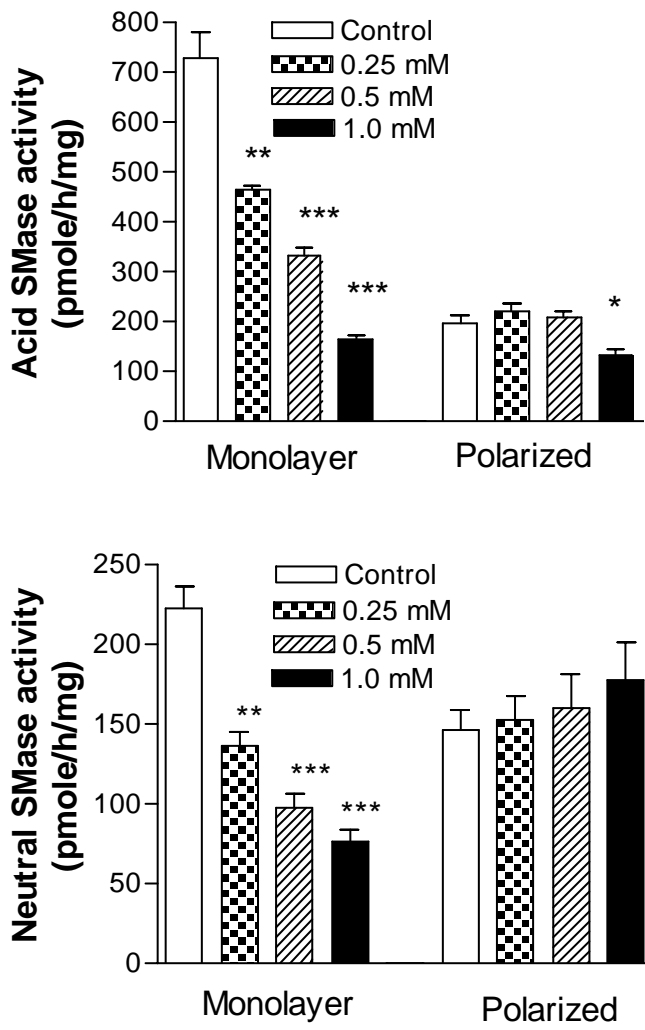 Acid SMase activity
(pmole/h/mg)
800
700
600
500
400
300
200
100
0
Control
0.25 mM
0.5 mM
1.0 mM
**
***
***
*
Monolayer Polarized
Neutral SMase activity
(pmole/h/mg)
250
200
150
100
50
0
Control
0.25 mM
0.5 mM
1.0 mM
**
***
***
Monolayer Polarized